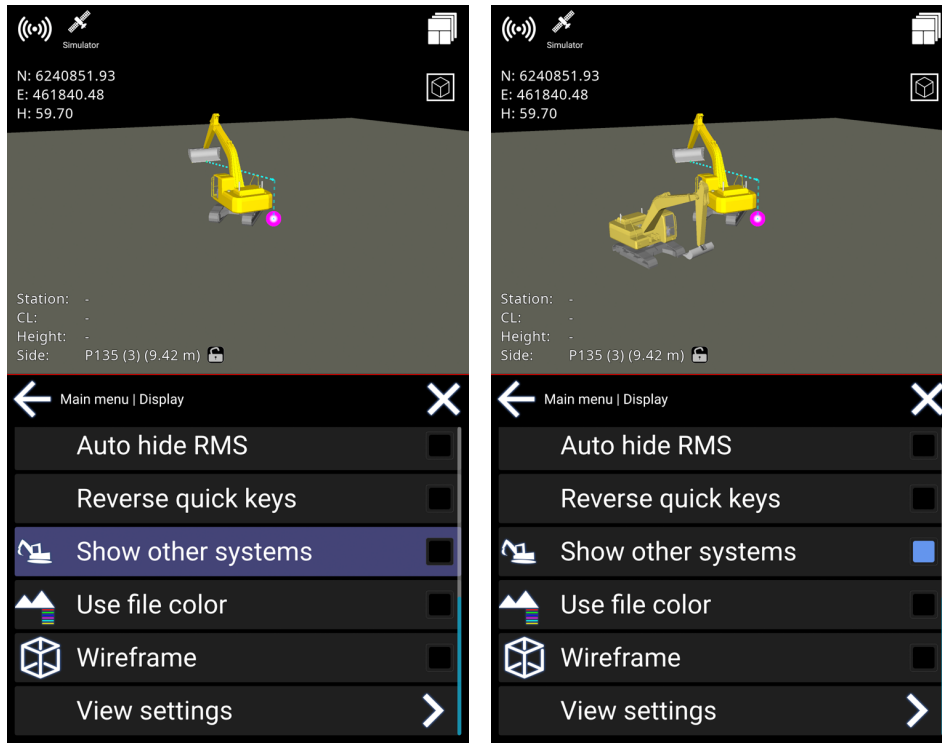 Simulator
N: 6240851.93
E: 461840.48
H: 59.70
Station: -
CL: -
Height: -
Side: P135 (3) (9.42 m)
Main menu | Display
Auto hide RMS
Reverse quick keys
Show other systems
Use file color
Wireframe
View settings
Simulator
N: 6240851.93
E: 461840.48
H: 59.70
Station: -
CL: -
Height: -
Side: P135 (3) (9.42 m)
Main menu | Display
Auto hide RMS
Reverse quick keys
Show other systems
Use file color
Wireframe
View settings